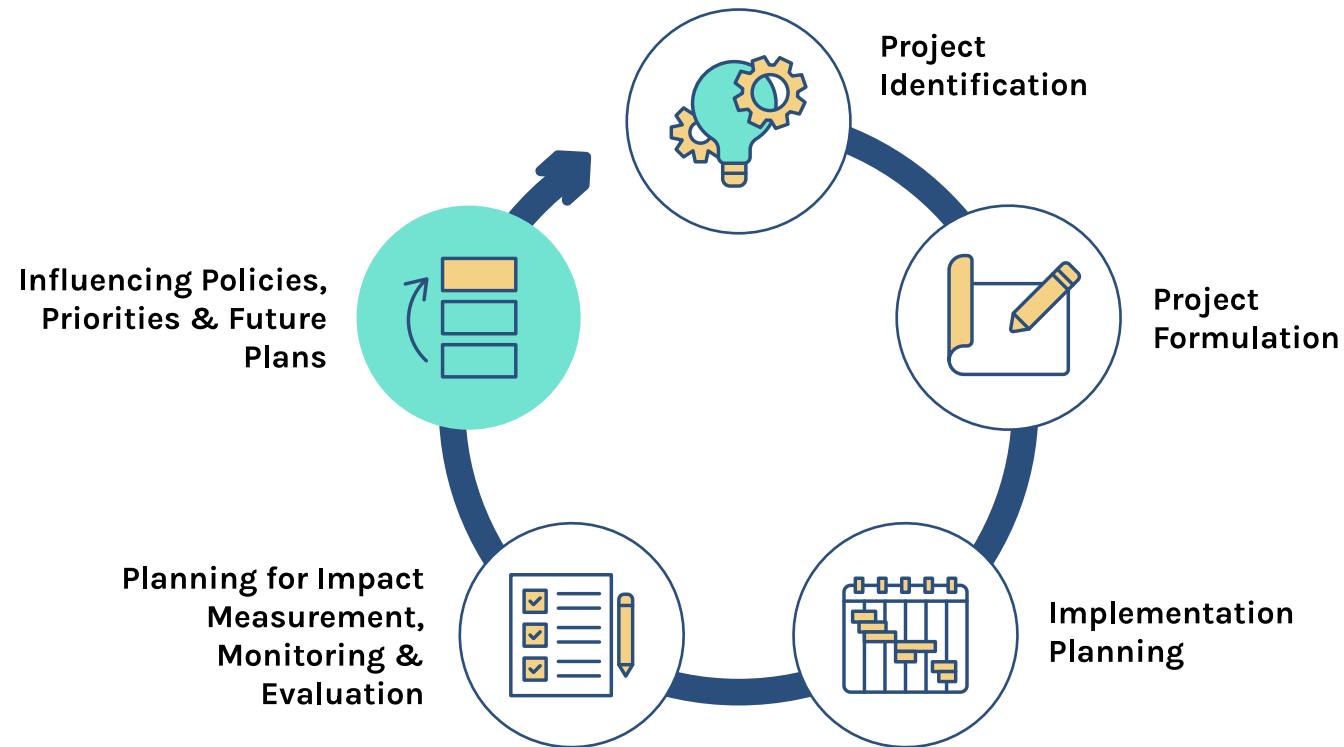 Project
Identification
Project
Formulation
Implementation
Planning
Planning for Impact
Measurement,
Monitoring &
Evaluation
Influencing Policies,
Priorities & Future
Plans